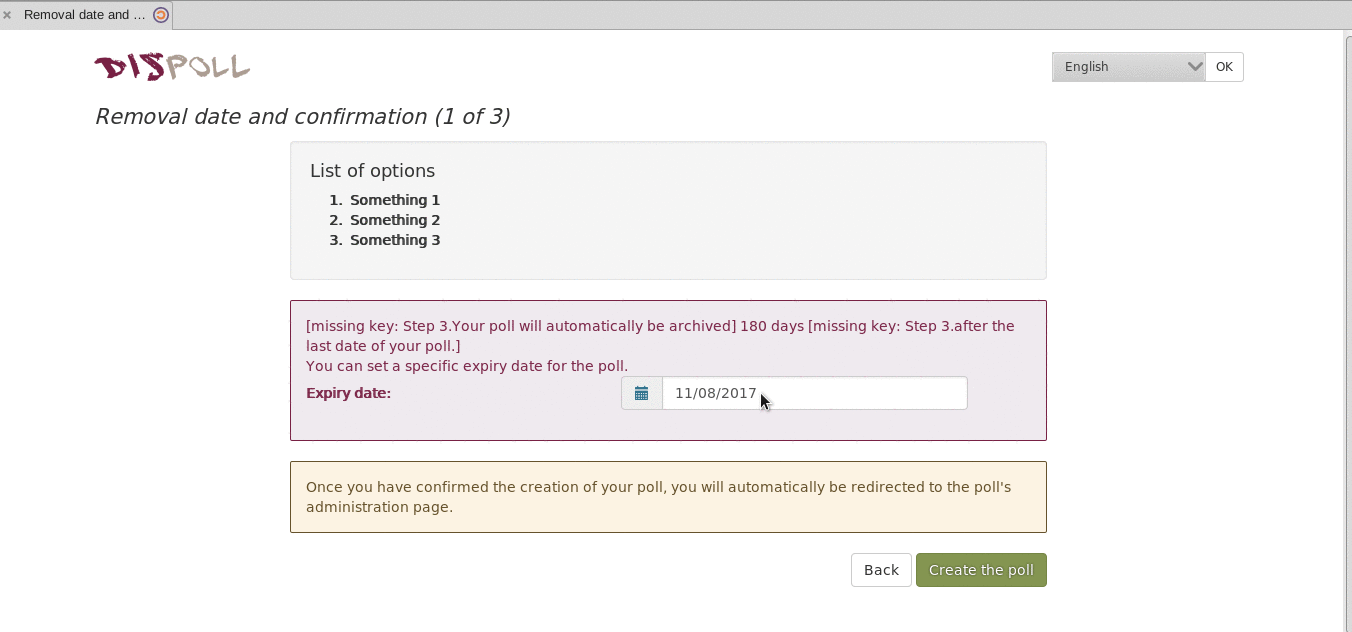 Removal date and ...
DISPOLL
English
OK
Removal date and confirmation (1 of 3)
List of options
1. Something 1
2. Something 2
3. Something 3
[missing key: Step 3.Your poll will automatically be archived] 180 days [missing key: Step 3.after the
last date of your poll.]
You can set a specific expiry date for the poll.
Expiry date:
11/08/2017
Once you have confirmed the creation of your poll, you will automatically be redirected to the poll's
administration page.
Back
Create the poll